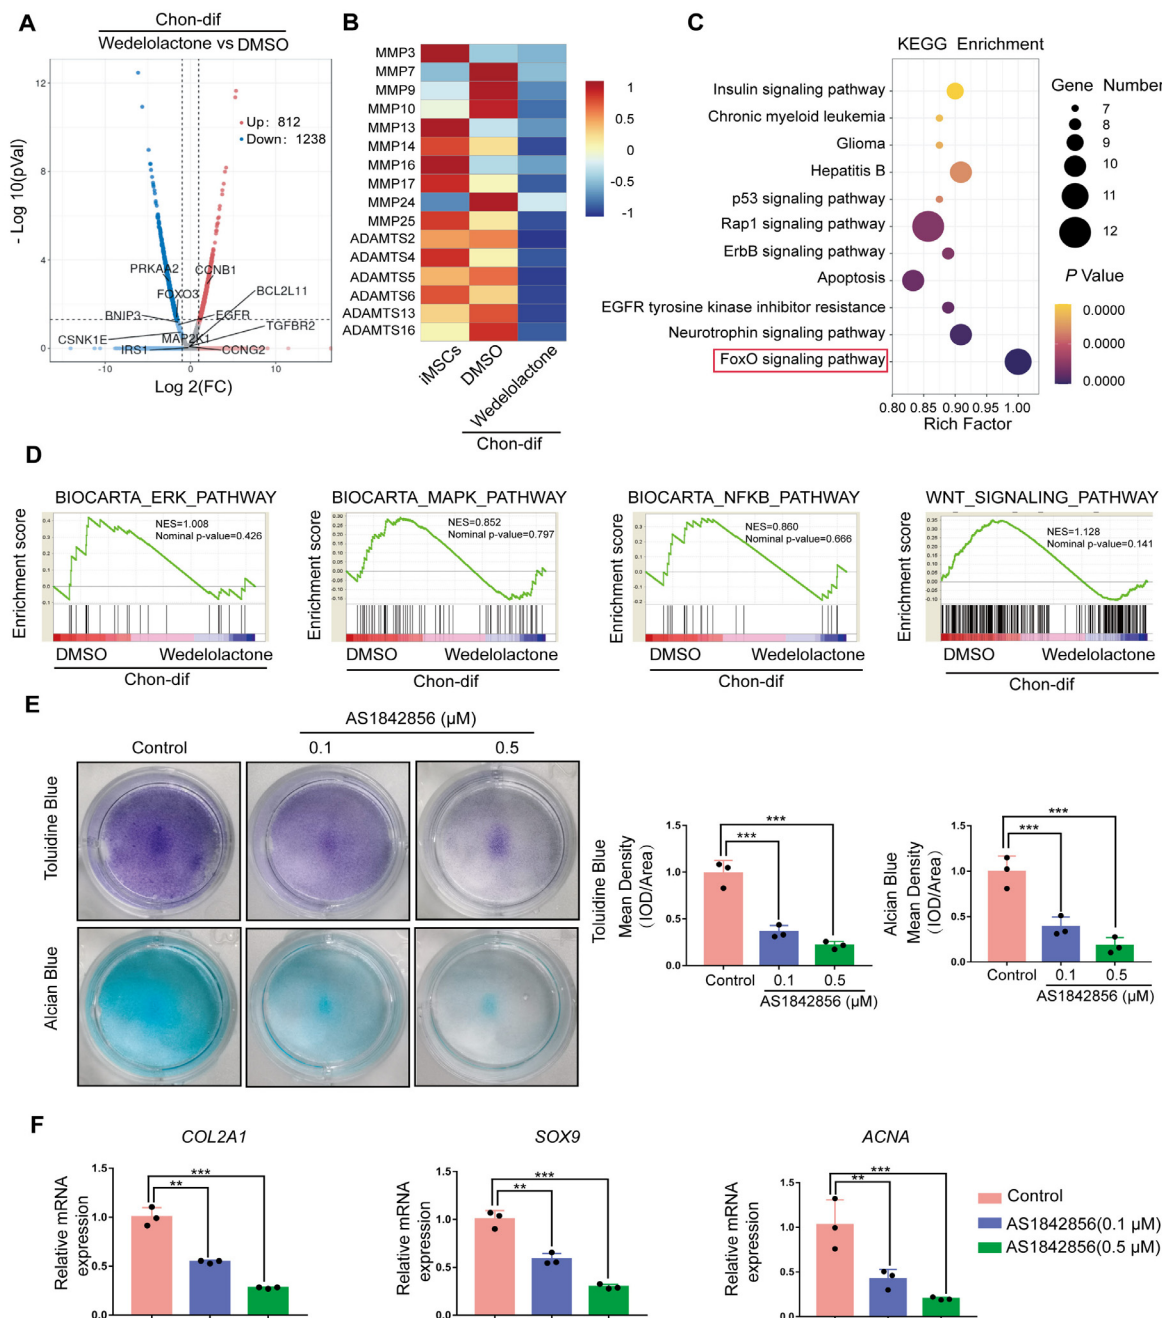 A
Chon-dif
Wedelolactone vs DMSO
12
8
4
0
-10
0
10
- Log 10(pVal)
Log 2(FC)
Up: 812
Down: 1238
PRKAA2
CCNB1
FOXO3
BCL2L11
BNIP3
EGFR
TGFBR2
CSNK1E
MAP2K1
IRS1
CCNG2
B
MMP3
MMP7
MMP9
MMP10
MMP13
MMP14
MMP16
MMP17
MMP24
MMP25
ADAMTS2
ADAMTS4
ADAMTS5
ADAMTS6
ADAMTS13
ADAMTS16
iMSCs
DMSO
Wedelolactone
Chon-dif
1
0.5
0
-0.5
-1
C
KEGG Enrichment
Insulin signaling pathway
Chronic myeloid leukemia
Glioma
Hepatitis B
p53 signaling pathway
Rap1 signaling pathway
ErbB signaling pathway
Apoptosis
EGFR tyrosine kinase inhibitor resistance
Neurotrophin signaling pathway
FoxO signaling pathway
0.80 0.85 0.90 0.95 1.00
Rich Factor
Gene Number
7
8
9
10
11
12
P Value
0.0000
0.0000
0.0000
D
BIOCARTA_ERK_PATHWAY
NES=1.008
Nominal p-value=0.426
Enrichment score
DMSO Wedelolactone
Chon-dif
BIOCARTA_MAPK_PATHWAY
NES=0.852
Nominal p-value=0.797
Enrichment score
DMSO Wedelolactone
Chon-dif
BIOCARTA_NFKB_PATHWAY
NES=0.860
Nominal p-value=0.666
Enrichment score
DMSO Wedelolactone
Chon-dif
WNT_SIGNALING_PATHWAY
NES=1.128
Nominal p-value=0.141
Enrichment score
DMSO Wedelolactone
Chon-dif
E
AS1842856 (μM)
Control
0.1
0.5
Toluidine Blue
Alcian Blue
Toluidine Blue
Mean Density
(IOD/Area)
1.5
1.0
0.5
0.0
***
***
Control
0.1
0.5
AS1842856 (μM)
Alcian Blue
Mean Density
(IOD/Area)
1.5
1.0
0.5
0.0
***
***
Control
0.1
0.5
AS1842856 (μM)
F
COL2A1
Relative mRNA
expression
1.5
1.0
0.5
0.0
***
**
SOX9
Relative mRNA
expression
1.5
1.0
0.5
0.0
***
**
ACNA
Relative mRNA
expression
1.5
1.0
0.5
0.0
***
**
Control
AS1842856(0.1 μM)
AS1842856(0.5 μM)